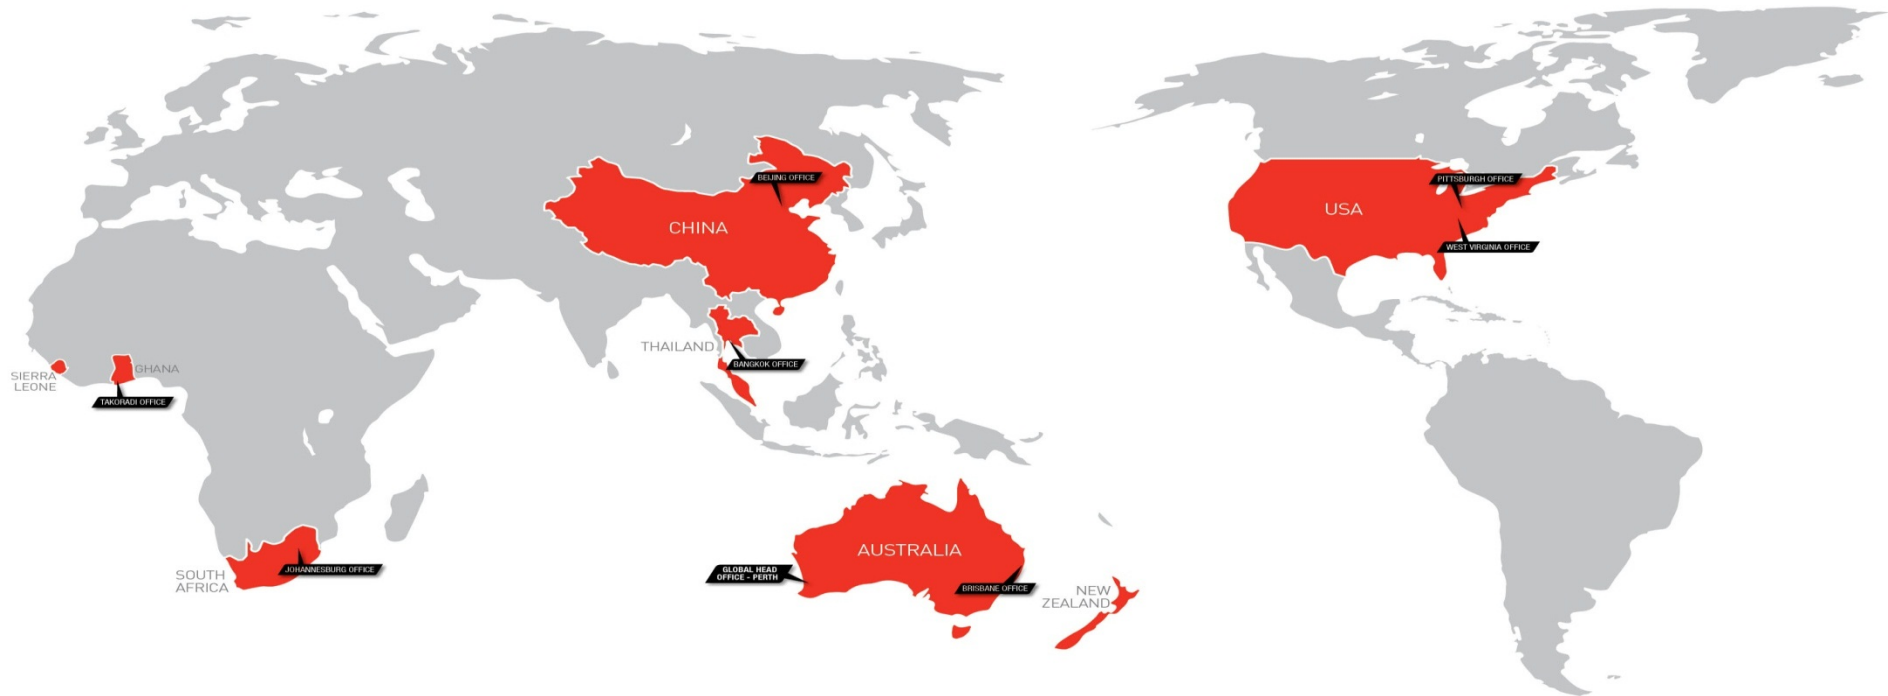 BEIJING OFFICE
PITTSBURGH OFFICE
USA
CHINA
WEST VIRGINIA OFFICE
THAILAND
BANGKOK OFFICE
GHANA
SIERRA
LEONE
TAKORADI OFFICE
AUSTRALIA
JOHANNESBURG OFFICE
SOUTH
AFRICA
GLOBAL HEAD
OFFICE - PERTH
BRISBANE OFFICE
NEW
ZEALAND